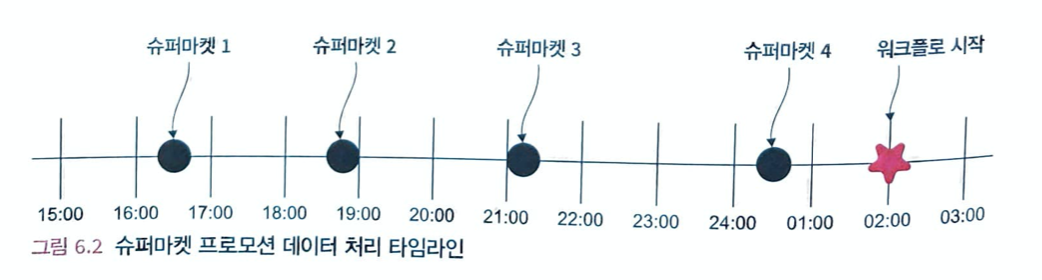 슈퍼마켓 1 슈퍼마켓 2 슈퍼마켓 3 슈퍼마켓 4 워크플로 시작
15:00 16:00 17:00 18:00 19:00 20:00 21:00 22:00 23:00 24:00 01:00 02:00 03:00
그림 6.2 슈퍼마켓 프로모션 데이터 처리 타임라인